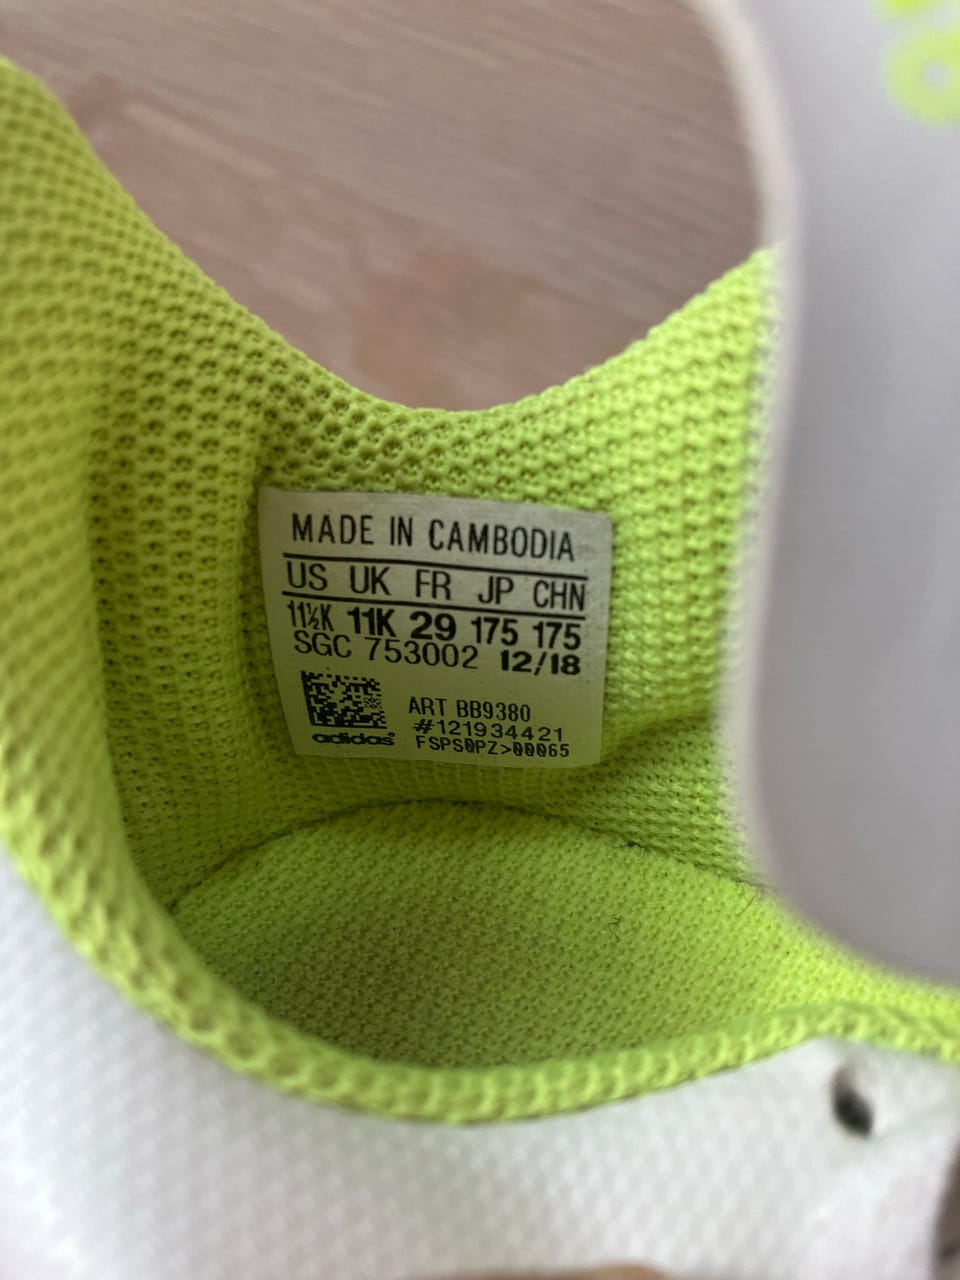 MADE IN CAMBODIA
US UK FR JP CHN
11½K 11K 29 175 175
SGC 753002 12/18
ART BB9380
#121934421
adidas® FSPS0PZ>00065